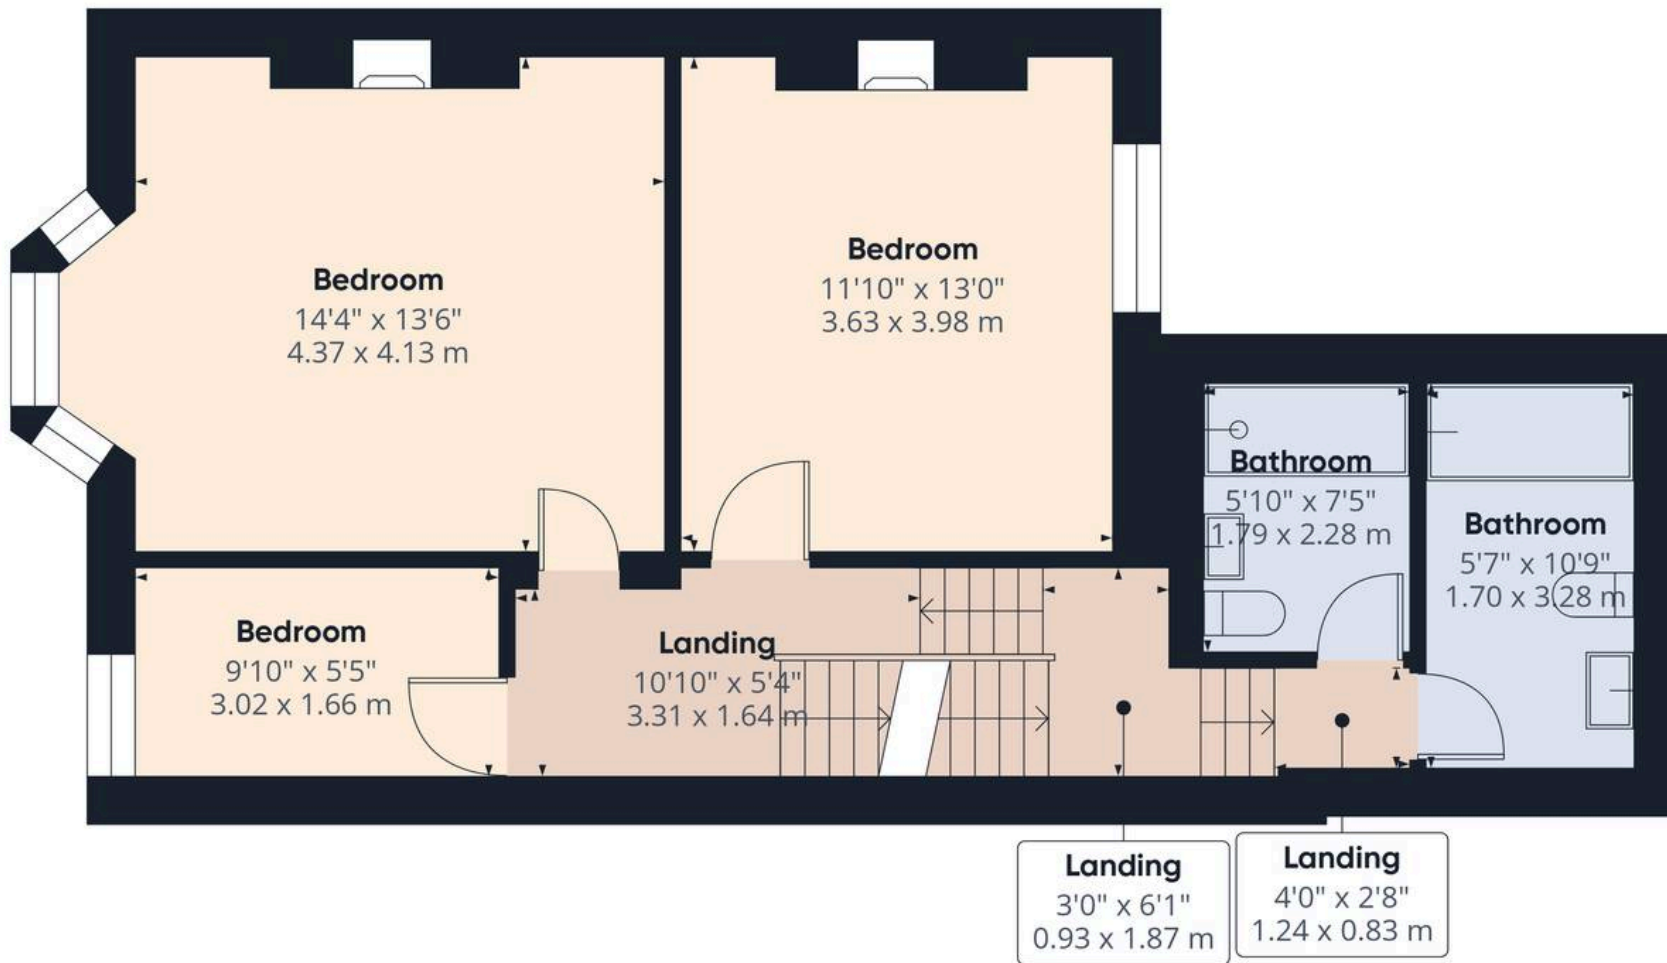 Bedroom
14'4" x 13'6"
4.37 x 4.13 m
Bedroom
11'10" x 13'0"
3.63 x 3.98 m
Bathroom
5'10" x 7'5"
1.79 x 2.28 m
Bathroom
5'7" x 10'9"
1.70 x 3.28 m
Bedroom
9'10" x 5'5"
3.02 x 1.66 m
Landing
10'10" x 5'4"
3.31 x 1.64 m
Landing
3'0" x 6'1"
0.93 x 1.87 m
Landing
4'0" x 2'8"
1.24 x 0.83 m